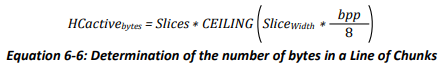 HCactivebytes = Slices * CEILING ( SliceWidth * bpp / 8 )
Equation 6-6: Determination of the number of bytes in a Line of Chunks